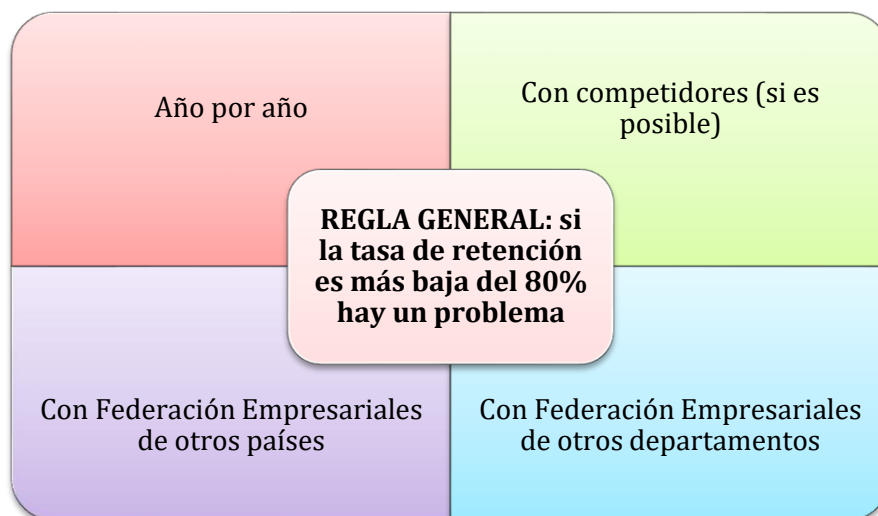 Año por año
Con competidores (si es
posible)
REGLA GENERAL: si
la tasa de retención
es más baja del 80%
hay un problema
Con Federación Empresariales
de otros países
Con Federación Empresariales
de otros departamentos